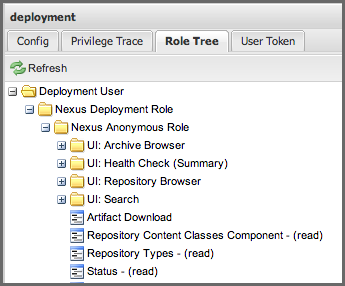 deployment
Config Privilege Trace Role Tree User Token
Refresh
Deployment User
Nexus Deployment Role
Nexus Anonymous Role
UI: Archive Browser
UI: Health Check (Summary)
UI: Repository Browser
UI: Search
Artifact Download
Repository Content Classes Component - (read)
Repository Types - (read)
Status - (read)